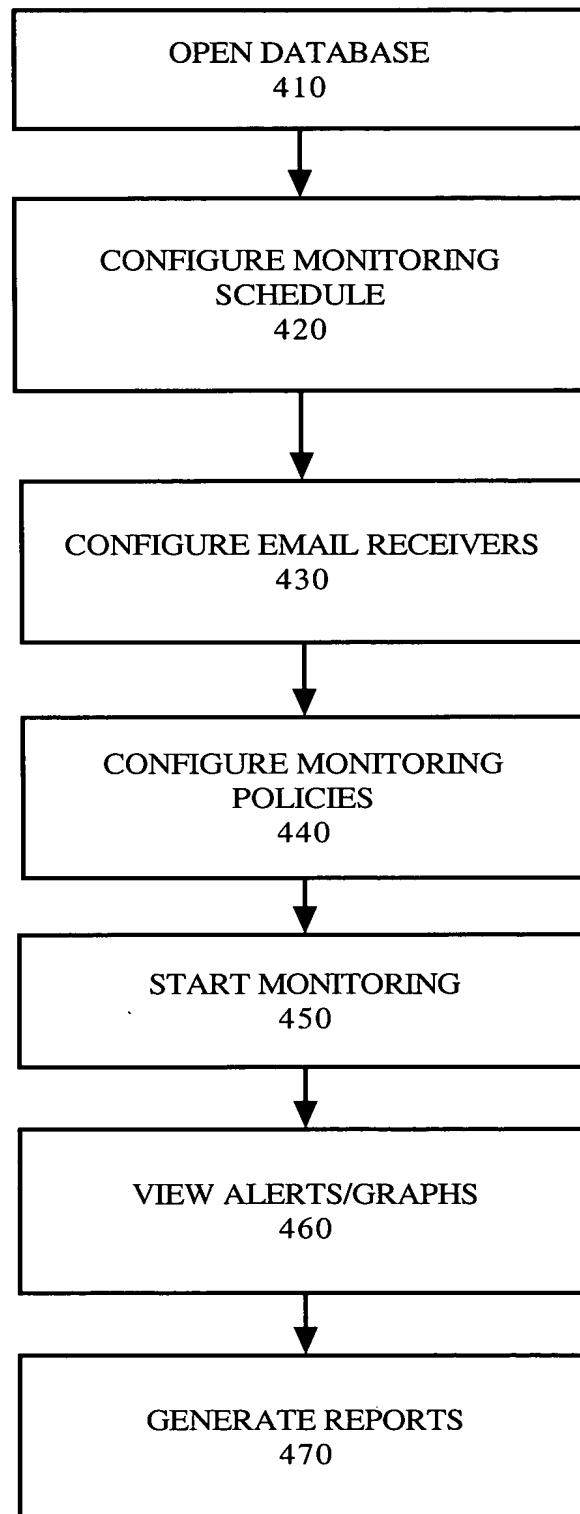 OPEN DATABASE
410
CONFIGURE MONITORING
SCHEDULE
420
CONFIGURE EMAIL RECEIVERS
430
CONFIGURE MONITORING
POLICIES
440
START MONITORING
450
VIEW ALERTS/GRAPHS
460
GENERATE REPORTS
470